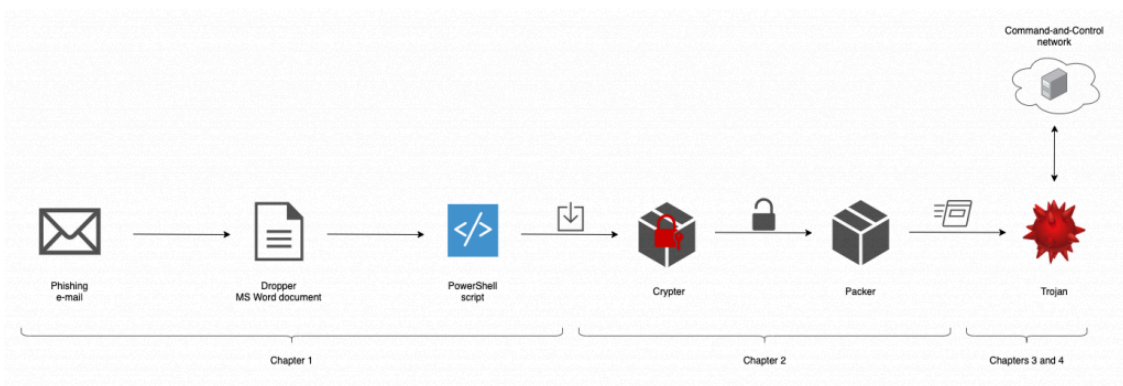 Command-and-Control
network
</>
Phishing
e-mail
Dropper
MS Word document
PowerShell
script
Crypter
Packer
Trojan
Chapter 1
Chapter 2
Chapters 3 and 4